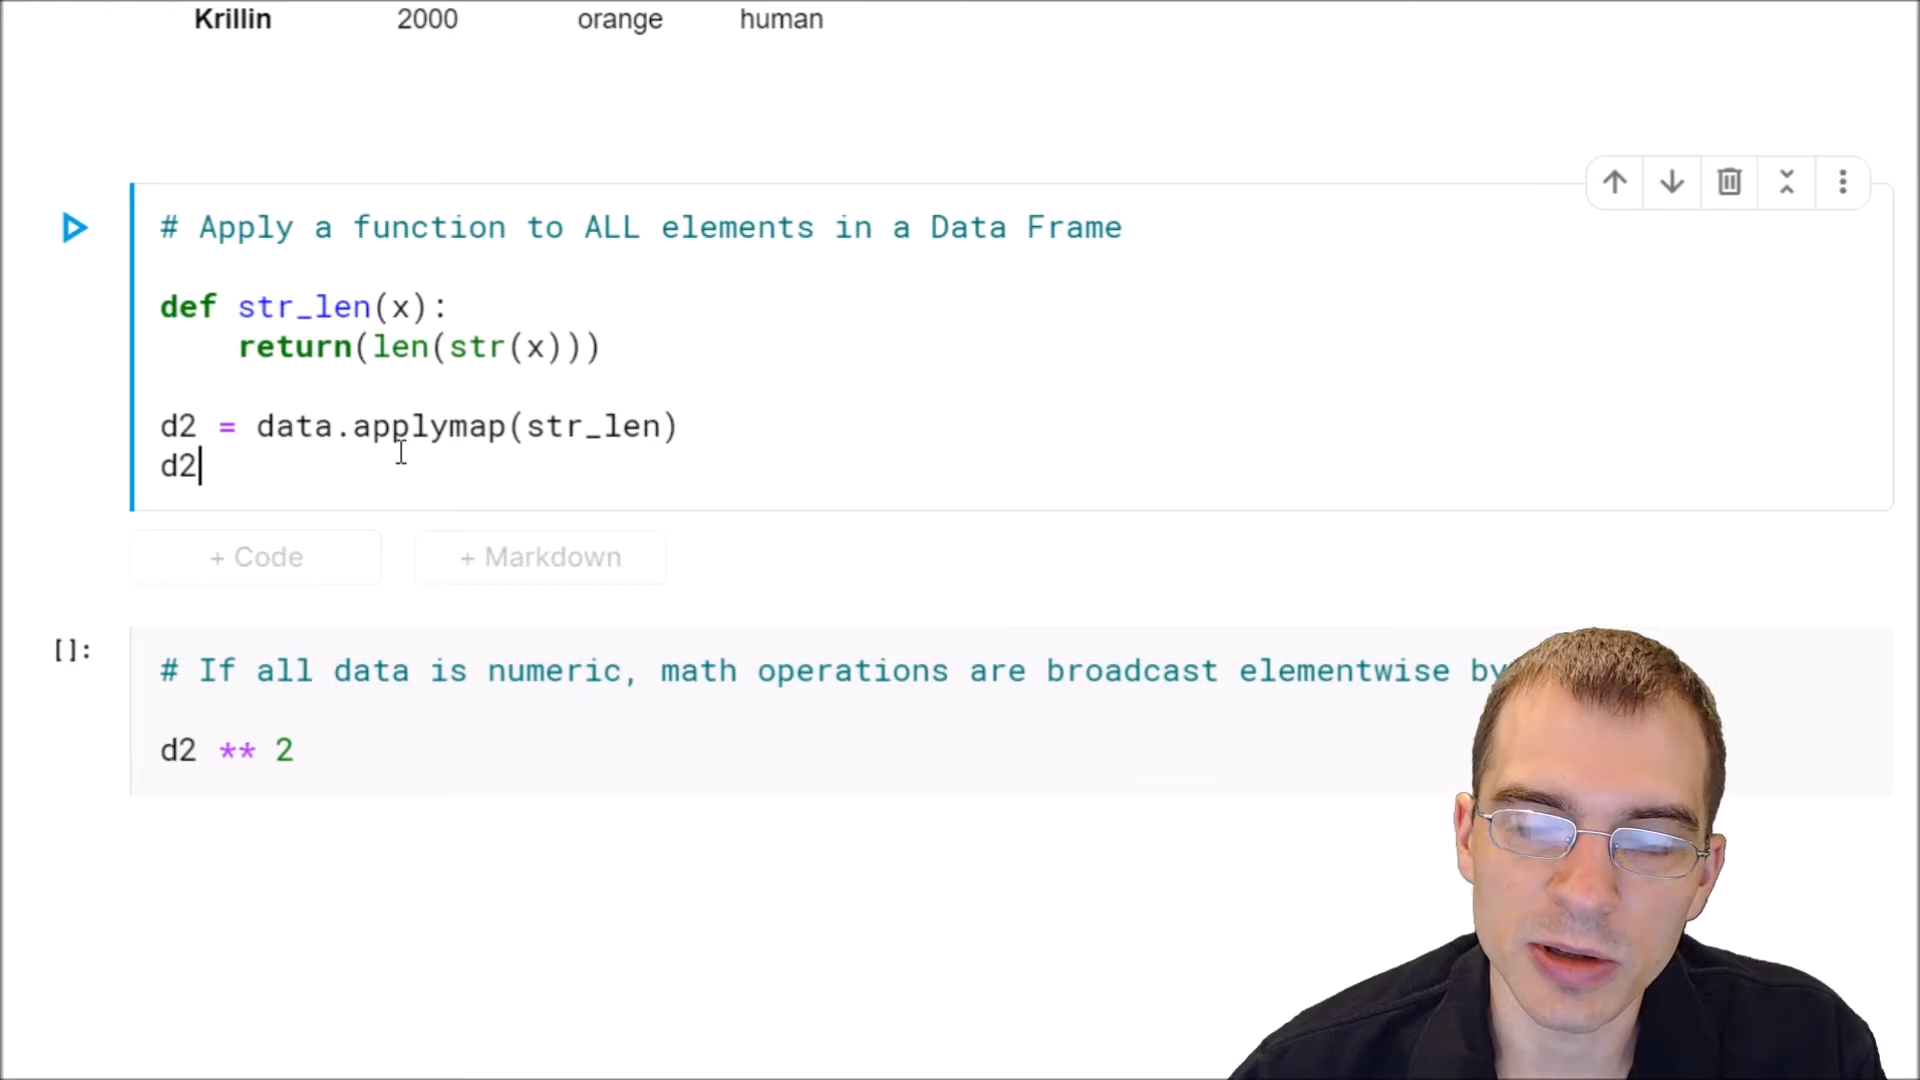 Krillin 2000 orange human
# Apply a function to ALL elements in a Data Frame
def str_len(x):
    return(len(str(x)))
d2 = data.applymap(str_len)
d2
+ Code + Markdown
[]:
# If all data is numeric, math operations are broadcast elementwise by
d2 ** 2